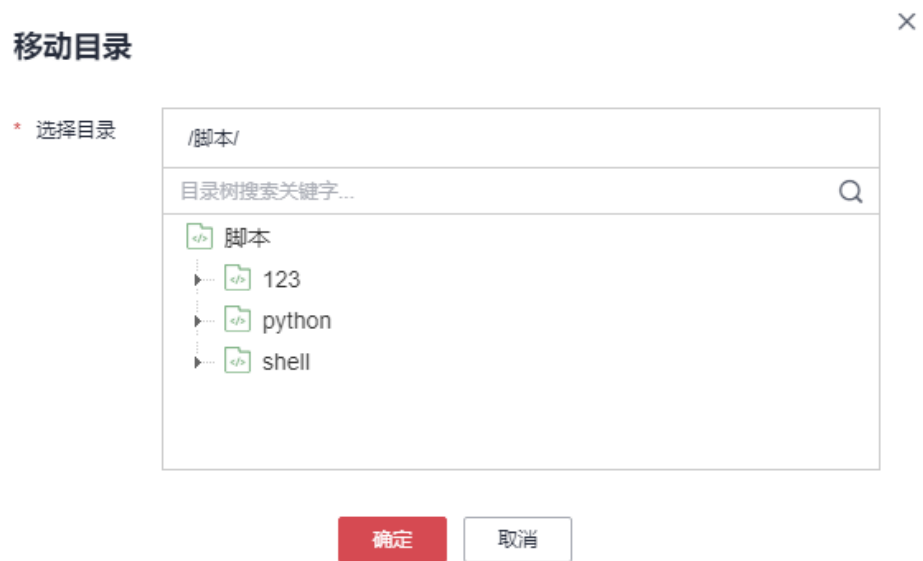 移动目录
* 选择目录
/脚本/
目录树搜索关键字...
脚本
123
python
shell
确定 取消